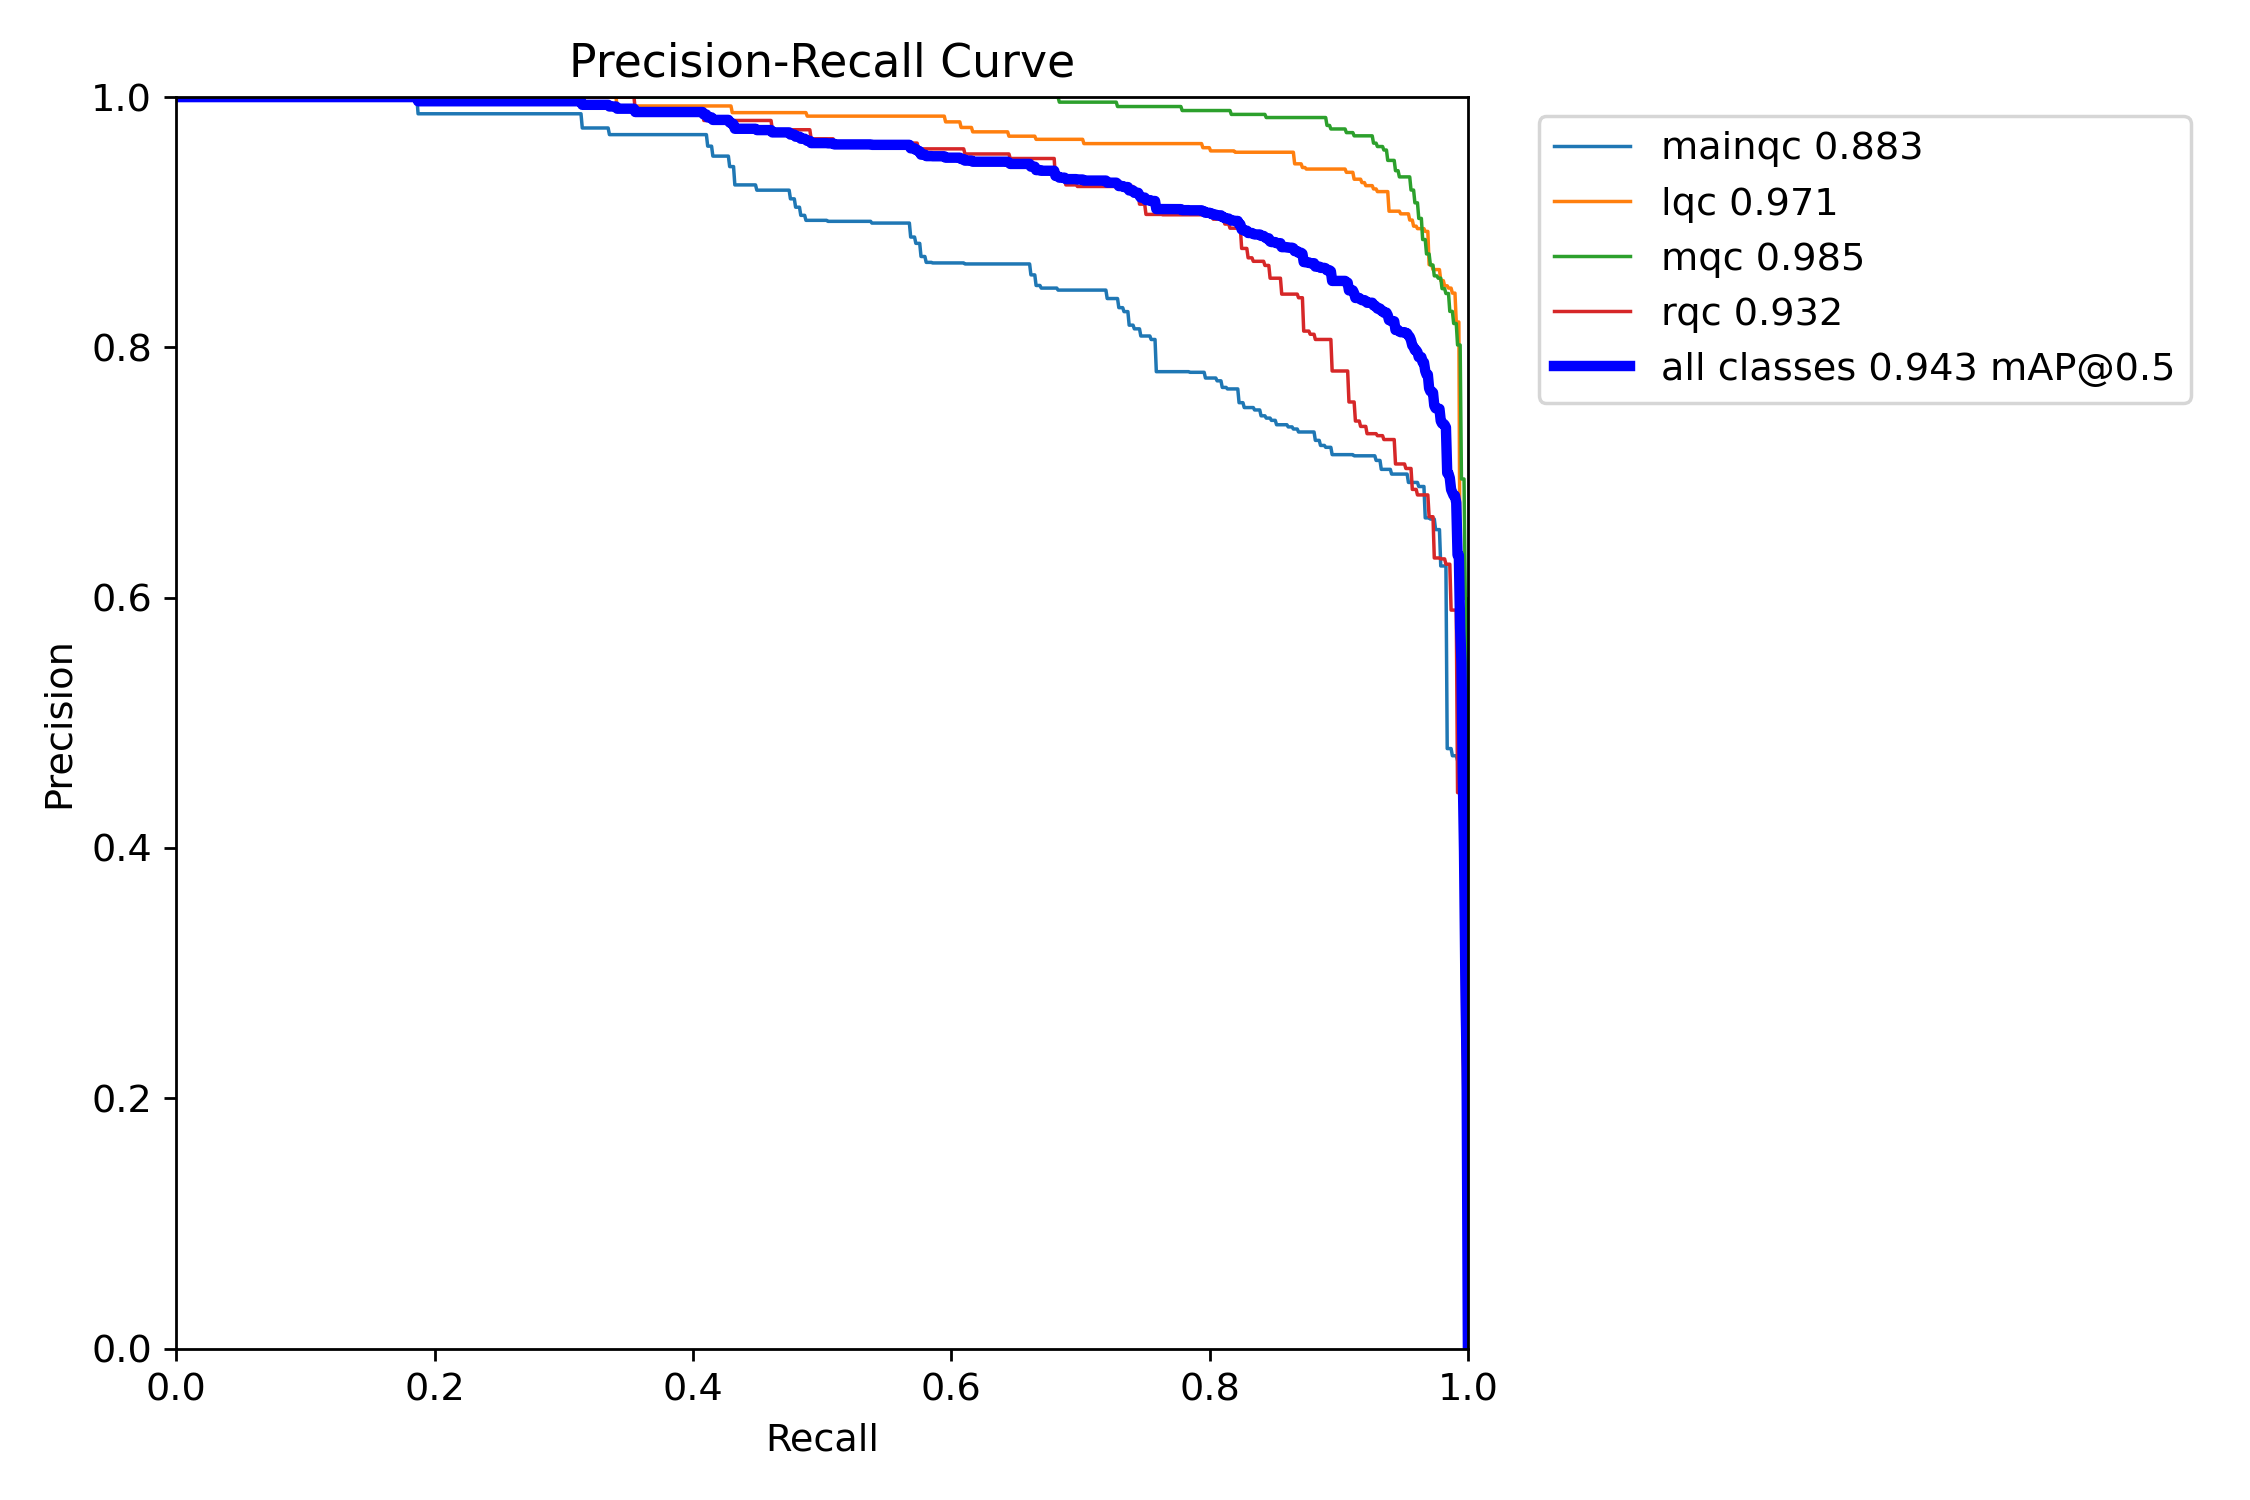 Precision-Recall Curve
1.0
0.8
0.6
0.4
0.2
0.0
Precision
0.0 0.2 0.4 0.6 0.8 1.0
Recall
mainqc 0.883
lqc 0.971
mqc 0.985
rqc 0.932
all classes 0.943 mAP@0.5